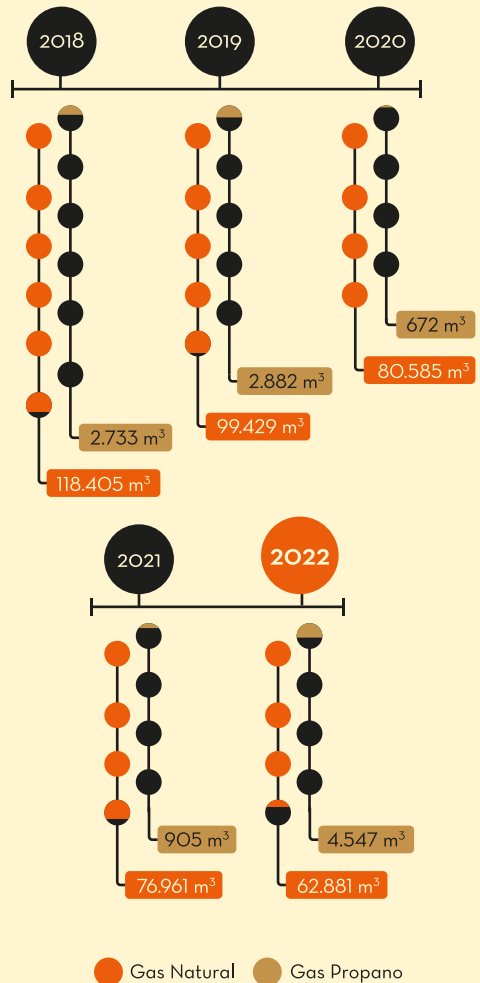 2018
2019
2020
672 m³
80.585 m³
2.882 m³
99.429 m³
2.733 m³
118.405 m³
2021
2022
905 m³
4.547 m³
76.961 m³
62.881 m³
Gas Natural
Gas Propano